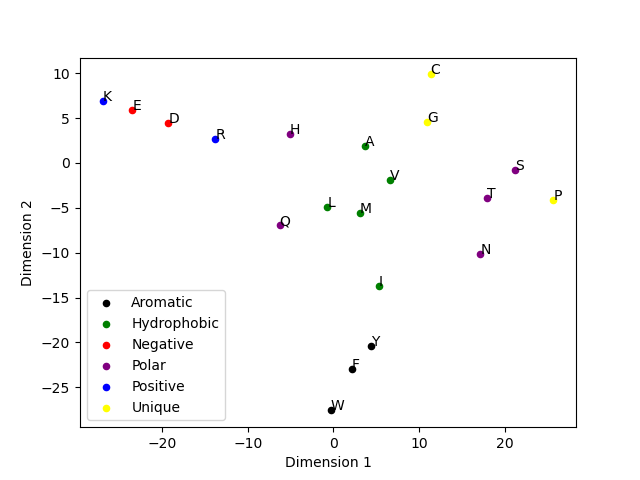 C
10
K
E
G
5
D
H
R
A
0
S
V
T
P
−5
L
M
Q
N
−10
I
−15
−20
Y
F
−25
W
Dimension 2
Aromatic
Hydrophobic
Negative
Polar
Positive
Unique
−20 −10 0 10 20
Dimension 1